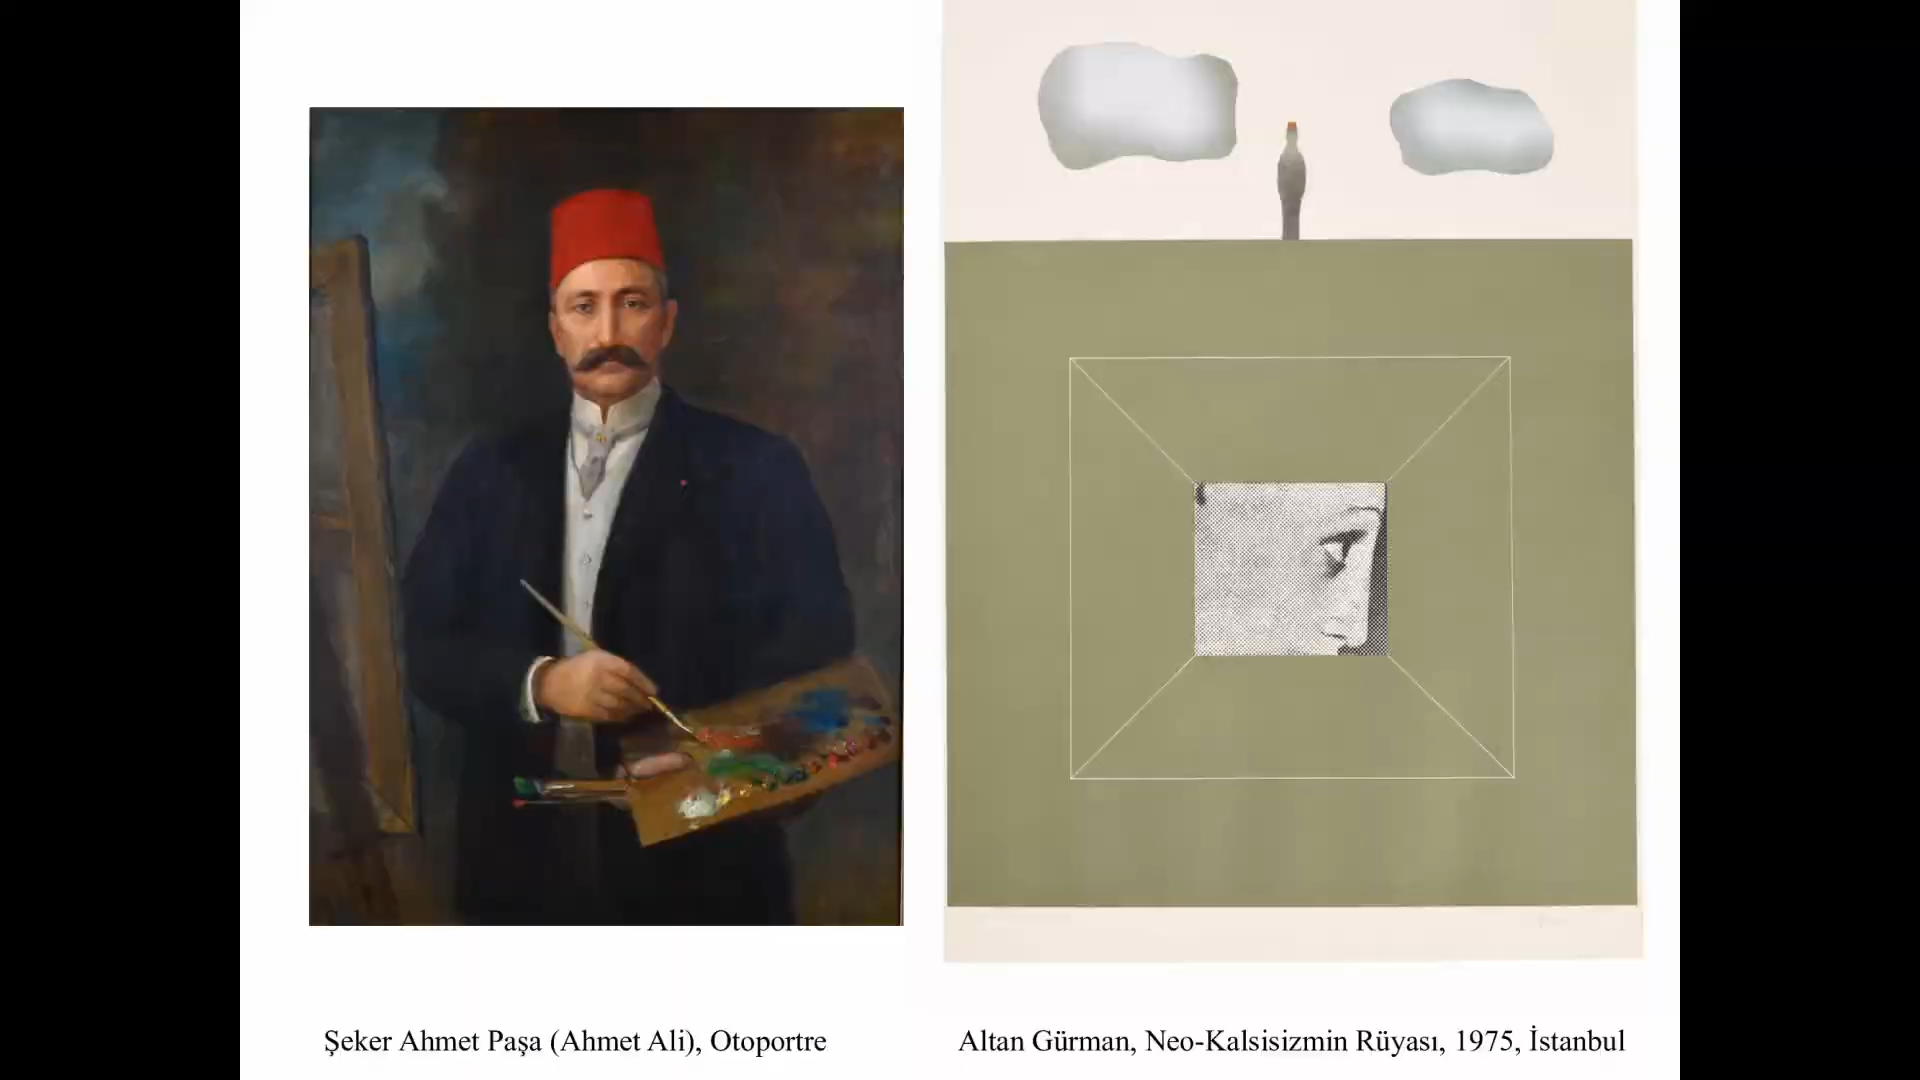 Şeker Ahmet Paşa (Ahmet Ali), Otoportre
Altan Gürman, Neo-Kalsisizmin Rüyası, 1975, İstanbul